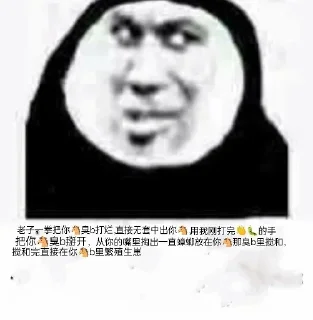 老子一拳把你🐴臭b打烂,直接无套中出你🐴,用我刚打完👋🐛的手
把你🐴臭b掰开，从你的嘴里掏出一直蟑螂放在你🐴那臭b里搅和,
搅和完直接在你🐴b里繁殖生崽